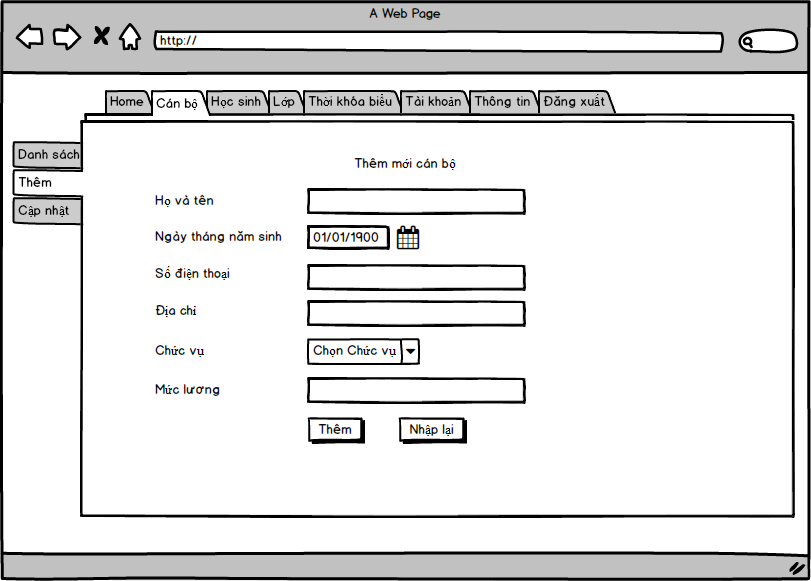 A Web Page
http://
Home Cán bộ Học sinh Lớp Thời khóa biểu Tài khoản Thông tin Đăng xuất
Danh sách
Thêm
Cập nhật
Thêm mới cán bộ
Họ và tên
Ngày tháng năm sinh 01/01/1900
Số điện thoại
Địa chỉ
Chức vụ Chọn Chức vụ
Mức lương
Thêm Nhập lại